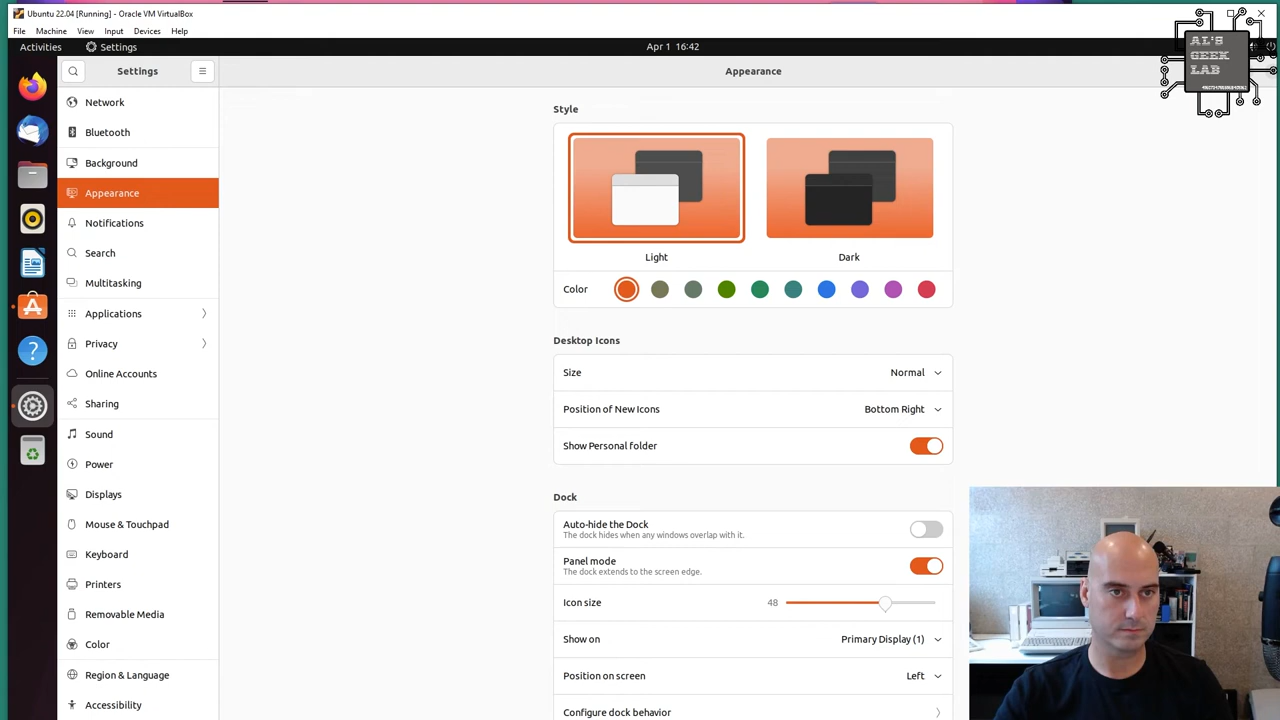 Ubuntu 22.04 [Running] - Oracle VM VirtualBox
File Machine View Input Devices Help
Activities Settings Apr 1 16:42
Settings
Appearance
AL'S
GEEK
LAB
Network
Bluetooth
Background
Appearance
Notifications
Search
Multitasking
Applications
Privacy
Online Accounts
Sharing
Sound
Power
Displays
Mouse & Touchpad
Keyboard
Printers
Removable Media
Color
Region & Language
Accessibility
Style
Light Dark
Color
Desktop Icons
Size Normal
Position of New Icons Bottom Right
Show Personal folder
Dock
Auto-hide the Dock
The dock hides when any windows overlap with it.
Panel mode
The dock extends to the screen edge.
Icon size 48
Show on Primary Display (1)
Position on screen Left
Configure dock behavior